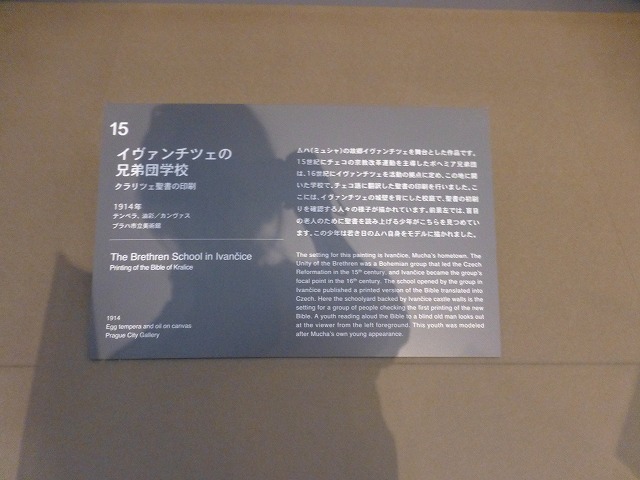 15
イヴァンチツェの
兄弟団学校
クラリツェ聖書の印刷
1914年
テンペラ、油彩／カンヴァス
プラハ市立美術館
The Brethren School in Ivančice
Printing of the Bible of Kralice
1914
Egg tempera and oil on canvas
Prague City Gallery
ムハ(ミュシャ)の故郷イヴァンチツェを舞台とした作品です。
15世紀にチェコの宗教改革運動を主導したボヘミア兄弟団
は、16世紀にイヴァンチツェを活動の拠点に定め、この地に開
いた学校で、チェコ語に翻訳した聖書の印刷を行いました。こ
こには、イヴァンチツェの城壁を背にした校庭で、聖書の初刷
りを確認する人々の様子が描かれています。前景左では、盲目
の老人のために聖書を読み上げる少年がこちらを見つめてい
ます。この少年は若き日のムハ自身をモデルに描かれました。
The setting for this painting is Ivančice, Mucha's hometown. The
Unity of the Brethren was a Bohemian group that led the Czech
Reformation in the 15th century, and Ivančice became the group's
focal point in the 16th century. The school opened by the group in
Ivančice published a printed version of the Bible translated into
Czech. Here the schoolyard backed by Ivančice castle walls is the
setting for a group of people checking the first printing of the new
Bible. A youth reading aloud the Bible to a blind old man looks out
at the viewer from the left foreground. This youth was modeled
after Mucha's own young appearance.